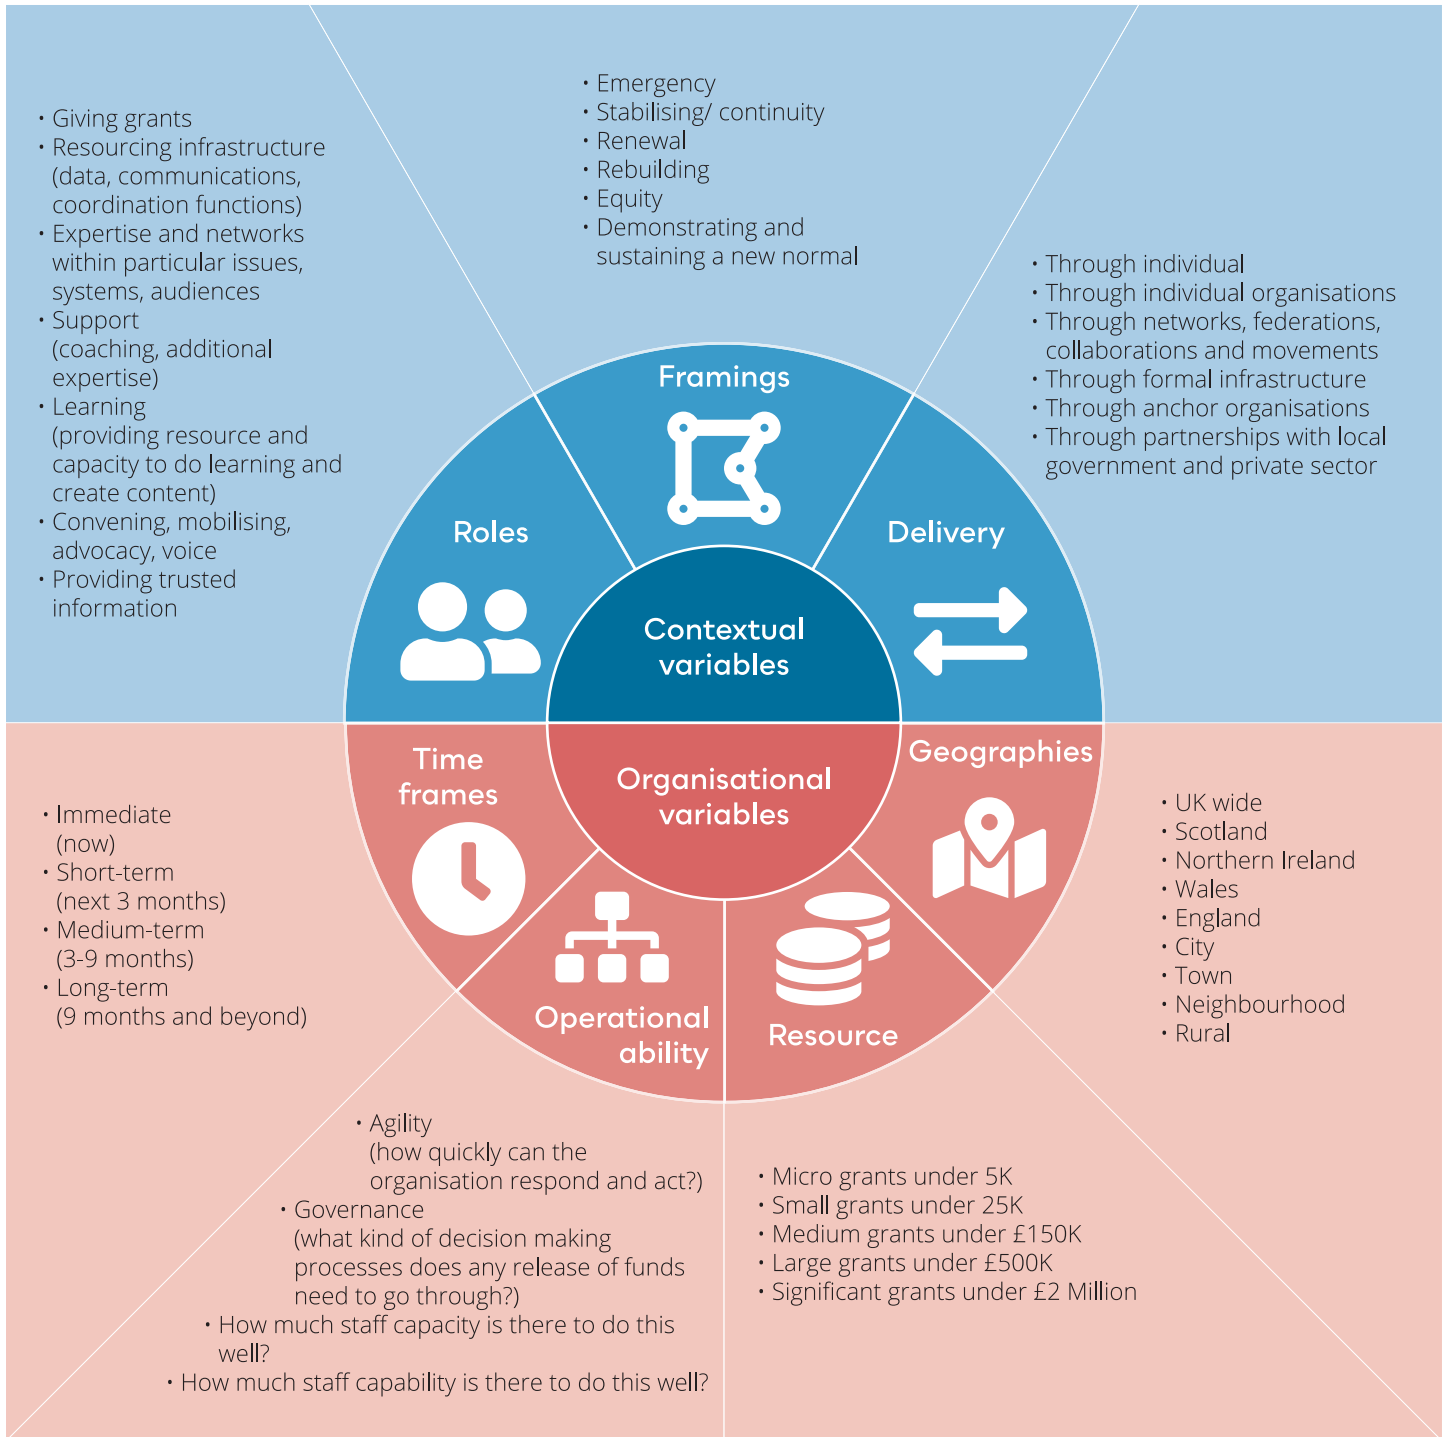 • Giving grants
• Resourcing infrastructure
(data, communications,
coordination functions)
• Expertise and networks
within particular issues,
systems, audiences
• Support
(coaching, additional
expertise)
• Learning
(providing resource and
capacity to do learning and
create content)
• Convening, mobilising,
advocacy, voice
• Providing trusted
information
• Emergency
• Stabilising/ continuity
• Renewal
• Rebuilding
• Equity
• Demonstrating and
sustaining a new normal
• Through individual
• Through individual organisations
• Through networks, federations,
collaborations and movements
• Through formal infrastructure
• Through anchor organisations
• Through partnerships with local
government and private sector
Roles
Framings
Delivery
Contextual
variables
Organisational
variables
Time
frames
Operational
ability
Resource
Geographies
• Immediate
(now)
• Short-term
(next 3 months)
• Medium-term
(3-9 months)
• Long-term
(9 months and beyond)
• Agility
(how quickly can the
organisation respond and act?)
• Governance
(what kind of decision making
processes does any release of funds
need to go through?)
• How much staff capacity is there to do this
well?
• How much staff capability is there to do this well?
• Micro grants under 5K
• Small grants under 25K
• Medium grants under £150K
• Large grants under £500K
• Significant grants under £2 Million
• UK wide
• Scotland
• Northern Ireland
• Wales
• England
• City
• Town
• Neighbourhood
• Rural